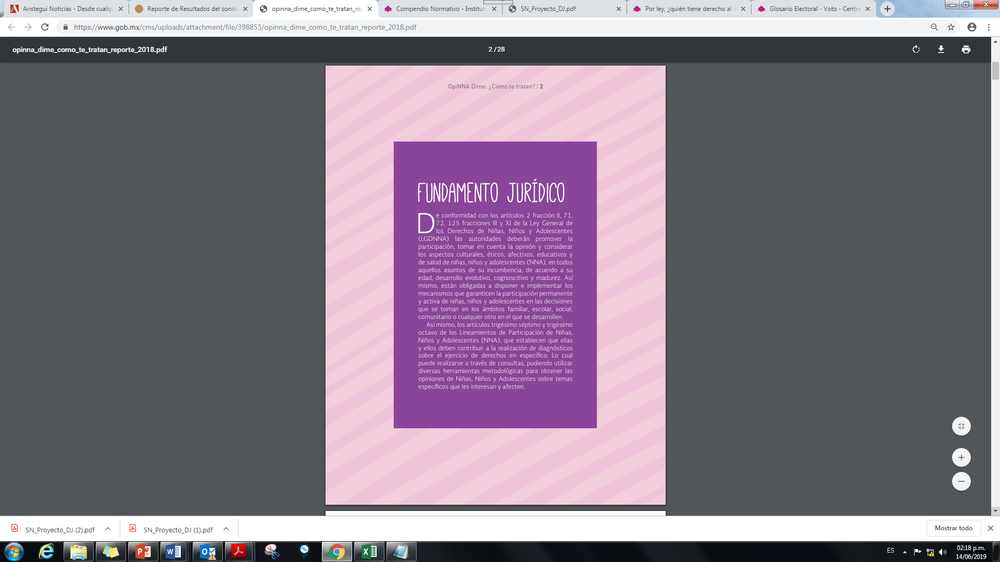 Aristegui Noticias - Desde cualqu
Reporte de Resultados del sonde
opinna_dime_como_te_tratan_rep
Compendio Normativo - Instituto
SN_Proyecto_DJ.pdf
Por ley, ¿quién tiene derecho al v
Glosario Electoral - Voto - Centra
https://www.gob.mx/cms/uploads/attachment/file/398853/opinna_dime_como_te_tratan_reporte_2018.pdf
opinna_dime_como_te_tratan_reporte_2018.pdf
2 / 28
OpiNNA Dime: ¿Cómo te tratan? | 2
FUNDAMENTO JURÍDICO
De conformidad con los artículos 2 fracción II, 71,
72, 125 fracciones III y XI de la Ley General de
los Derechos de Niñas, Niños y Adolescentes
(LGDNNA) las autoridades deberán promover la
participación, tomar en cuenta la opinión y considerar
los aspectos culturales, éticos, afectivos, educativos y
de salud de niñas, niños y adolescentes (NNA), en todos
aquellos asuntos de su incumbencia, de acuerdo a su
edad, desarrollo evolutivo, cognoscitivo y madurez. Así
mismo, están obligadas a disponer e implementar los
mecanismos que garanticen la participación permanente
y activa de niñas, niños y adolescentes en las decisiones
que se toman en los ámbitos familiar, escolar, social,
comunitario o cualquier otro en el que se desarrollen.
Así mismo, los artículos trigésimo séptimo y trigésimo
octavo de los Lineamientos de Participación de Niñas,
Niños y Adolescentes (NNA), que establecen que ellas
y ellos deben contribuir a la realización de diagnósticos
sobre el ejercicio de derechos en específico. Lo cual
puede realizarse a través de consultas, pudiendo utilizar
diversas herramientas metodológicas para obtener las
opiniones de Niñas, Niños y Adolescentes sobre temas
específicos que les interesan y afecten.
SN_Proyecto_DJ (2).pdf
SN_Proyecto_DJ (1).pdf
Mostrar todo
ES
02:18 p.m.
14/06/2019